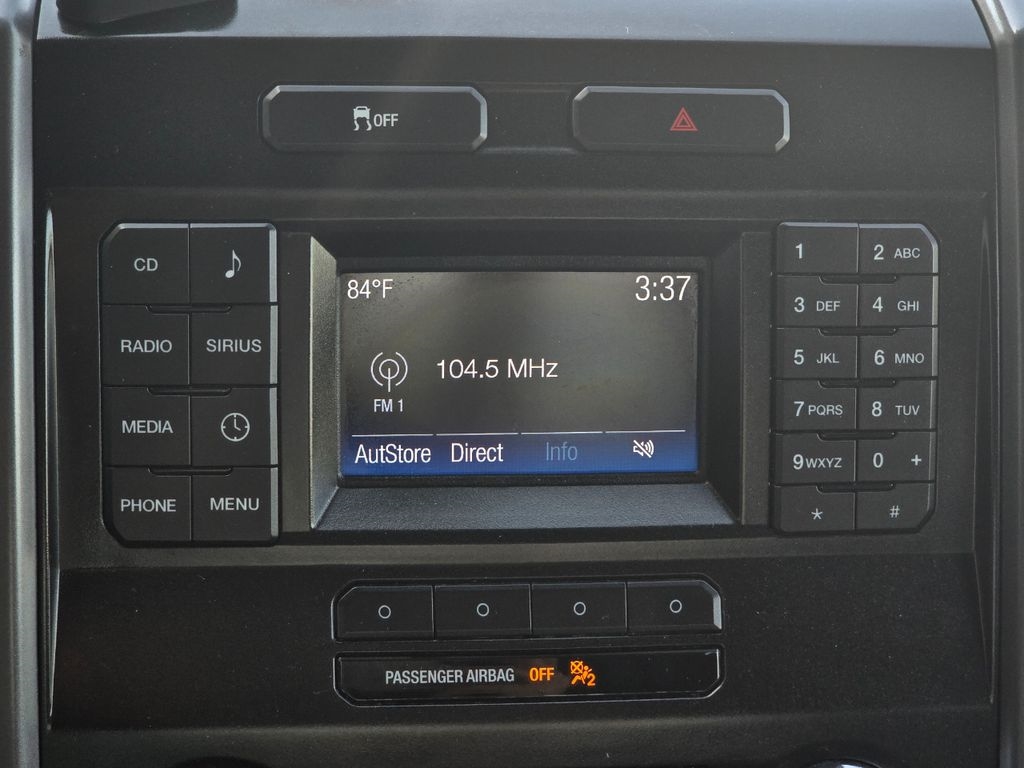 OFF
CD
RADIO SIRIUS
MEDIA
PHONE MENU
84°F 3:37
104.5 MHz
FM 1
AutStore Direct Info
1 2 ABC
3 DEF 4 GHI
5 JKL 6 MNO
7 PQRS 8 TUV
9 WXYZ 0 +
* #
PASSENGER AIRBAG OFF 2